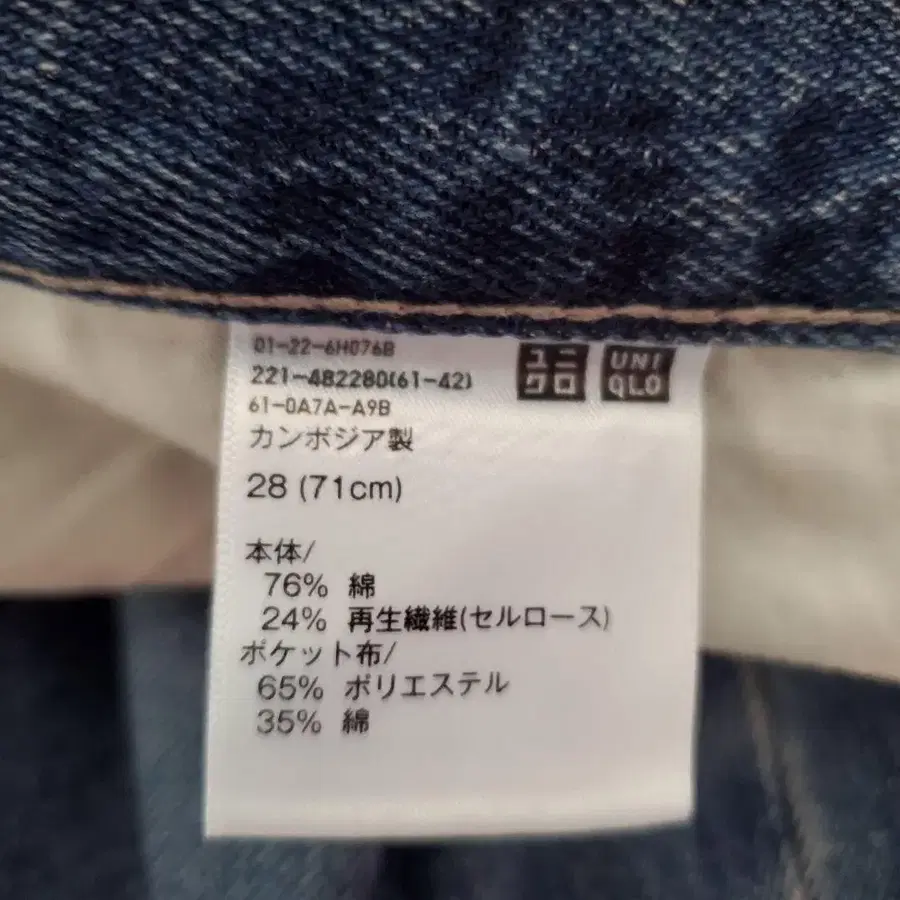 01-22-6H076B
221-482280(61-42)
61-0A7A-A9B
ユニ
クロ
UNI
QLO
カンボジア製
28 (71cm)
本体/
76% 綿
24% 再生繊維(セルロース)
ポケット布/
65% ポリエステル
35% 綿